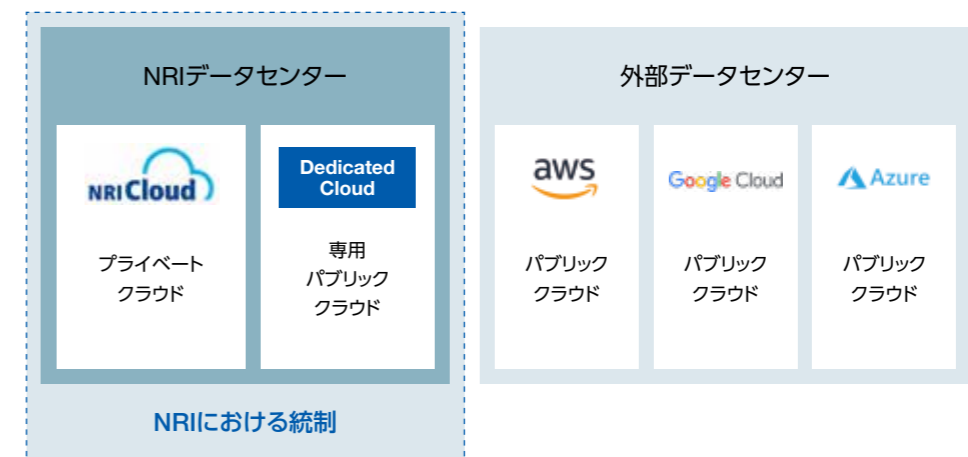 NRIデータセンター
外部データセンター
NRI Cloud
プライベート
クラウド
Dedicated
Cloud
専用
パブリック
クラウド
aws
パブリック
クラウド
Google Cloud
パブリック
クラウド
Azure
パブリック
クラウド
NRIにおける統制